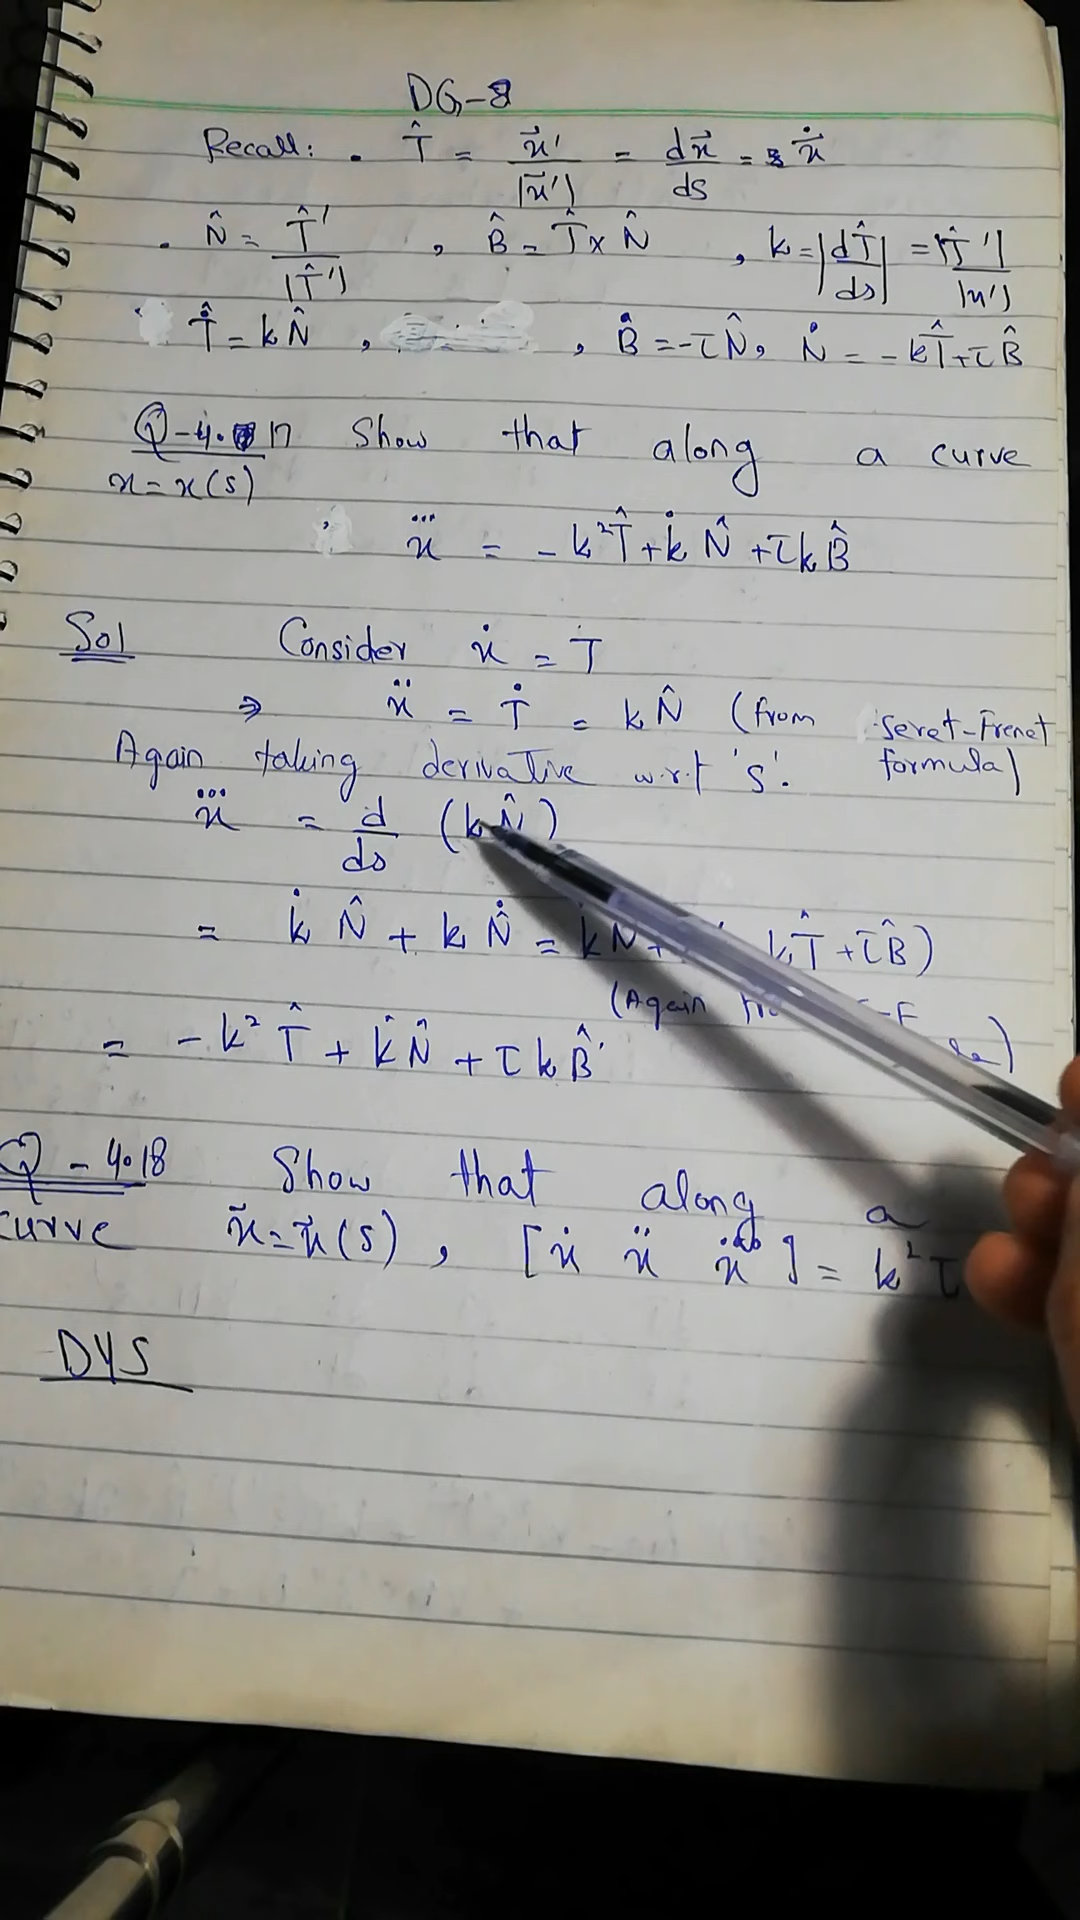 DG-8
Recall: . T̂ = x⃗'/|x⃗'| = dx⃗/ds = ẋ⃗
. N̂ = T̂'/|T̂'| , B̂ = T̂ × N̂ , k = |dT̂/ds| = |T̂'|/|x'|
Ṫ̂ = kN̂ , , Ḃ = -τN̂, Ṅ = -kT̂+τB̂
Q-4.17 Show that along a curve
x = x(s)
, x⃛ = -k²T̂ + k̇ N̂ + τkB̂
Sol Consider ẋ = T
⇒ ẍ = Ṫ = kN̂ (from seret-Frenet formula)
Again taking derivative w.r.t 's'.
x⃛ = d/ds (kN̂)
= k̇ N̂ + k Ṅ̂ = kN + kT̂ + τB̂)
(Again
= -k² T̂ + k̇N̂ + τkB̂
Q-4.18 Show that along a
curve x⃗ = x⃗(s) , [ẋ ẍ x⃛] = k²τ
DYS